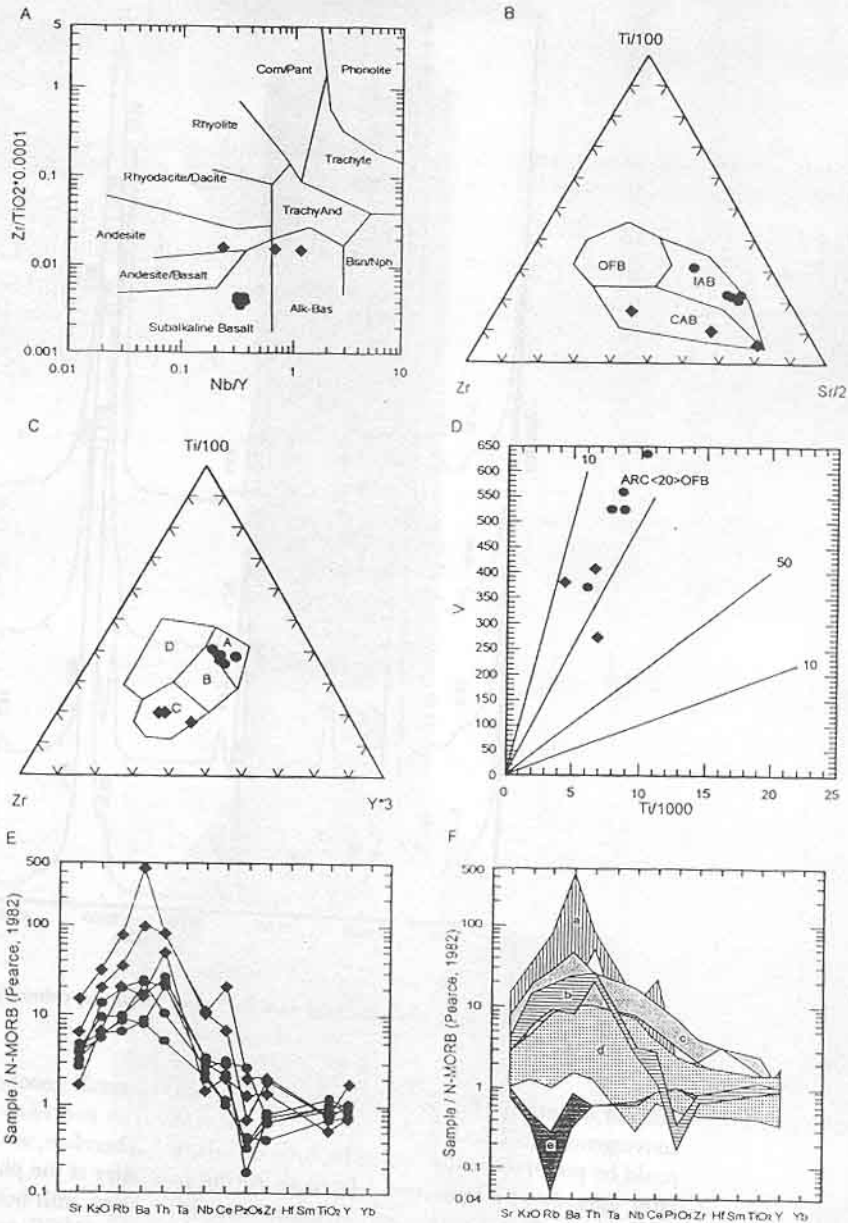 A
Zr/TiO2*0.0001
5
1
0.1
0.01
0.001
0.01
0.1
1
10
Nb/Y
Com/Pant
Phonolite
Rhyolite
Trachyte
Rhyodacite/Dacite
TrachyAnd
Andesite
Andesite/Basalt
Bsn/Nph
Subalkaline Basalt
Alk-Bas
B
Ti/100
OFB
IAB
CAB
Zr
Sr/2
C
Ti/100
D
A
B
C
Zr
Y*3
D
V
650
600
550
500
450
400
350
300
250
200
150
100
50
0
10
ARC<20>OFB
50
10
0
5
10
15
20
25
Ti/1000
E
Sample / N-MORB (Pearce, 1982)
500
100
10
1
0,1
Sr K2O Rb Ba Th Ta Nb Ce P2O5 Zr Hf Sm TiO2 Y Yb
F
Sample / N-MORB (Pearce, 1982)
500
100
10
1
0.1
0.04
a
b
c
d
e
Sr K2O Rb Ba Th Ta Nb Ce P2O5 Zr Hf Sm TiO2 Y Yb